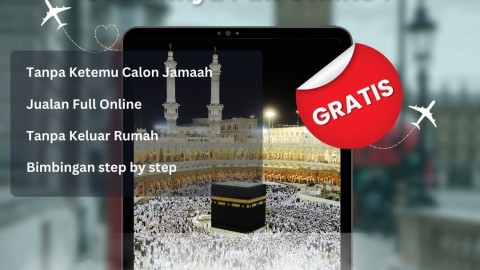 Tanpa Ketemu Calon Jamaah
Jualan Full Online
Tanpa Keluar Rumah
Bimbingan step by step
GRATIS